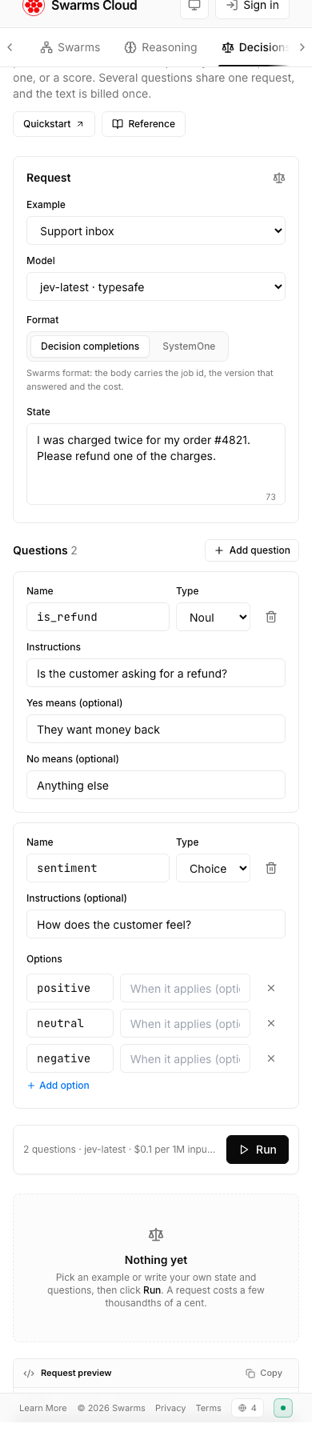 Swarms Cloud
Sign in
Swarms
Reasoning
Decisions
one, or a score. Several questions share one request,
and the text is billed once.
Quickstart
Reference
Request
Example
Support inbox
Model
jev-latest · typesafe
Format
Decision completions
SystemOne
Swarms format: the body carries the job id, the version that
answered and the cost.
State
I was charged twice for my order #4821.
Please refund one of the charges.
73
Questions 2
Add question
Name
Type
is_refund
Noul
Instructions
Is the customer asking for a refund?
Yes means (optional)
They want money back
No means (optional)
Anything else
Name
Type
sentiment
Choice
Instructions (optional)
How does the customer feel?
Options
positive
When it applies (optic
neutral
When it applies (optic
negative
When it applies (optic
+ Add option
2 questions · jev-latest · $0.1 per 1M inpu...
Run
Nothing yet
Pick an example or write your own state and
questions, then click Run. A request costs a few
thousandths of a cent.
Request preview
Copy
Learn More
© 2026 Swarms
Privacy
Terms
4